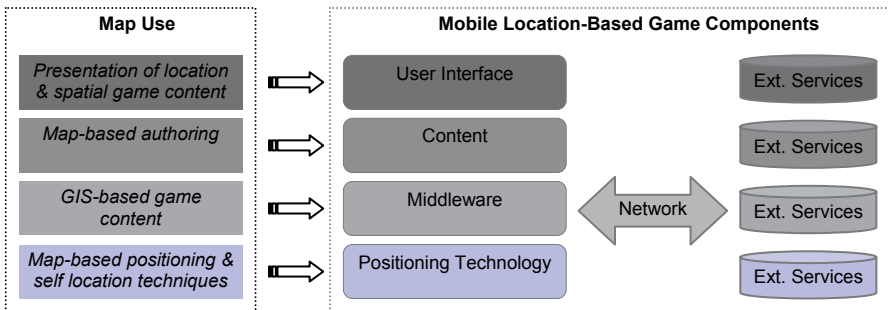 Map Use
Mobile Location-Based Game Components
Presentation of location
& spatial game content
User Interface
Ext. Services
Map-based authoring
Content
Ext. Services
GIS-based game
content
Middleware
Network
Ext. Services
Map-based positioning &
self location techniques
Positioning Technology
Ext. Services